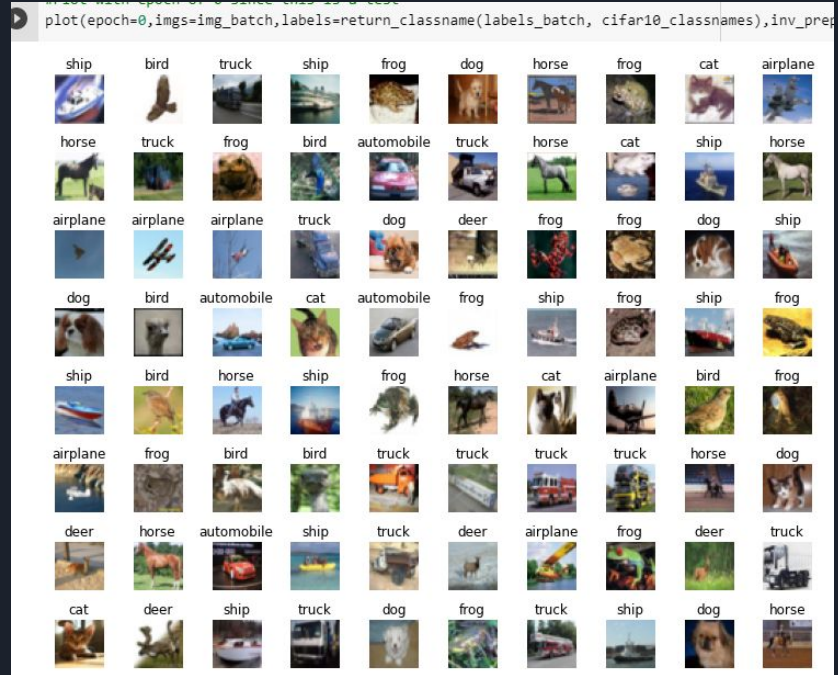 plot(epoch=0,imgs=img_batch,labels=return_classname(labels_batch, cifar10_classnames),inv_prep
ship bird truck ship frog dog horse frog cat airplane
horse truck frog bird automobile truck horse cat ship horse
airplane airplane airplane truck dog deer frog frog dog ship
dog bird automobile cat automobile frog ship frog ship frog
ship bird horse ship frog horse cat airplane bird frog
airplane frog bird bird truck truck truck truck horse dog
deer horse automobile ship truck deer airplane frog deer truck
cat deer ship truck dog frog truck ship dog horse